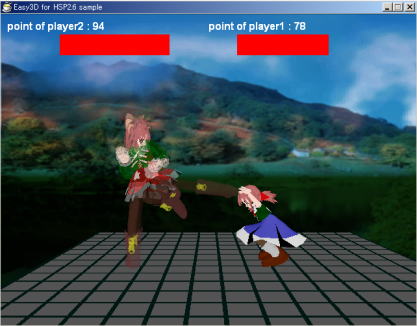 Easy3D for HSP2.6 sample
point of player2 : 94
point of player1 : 78